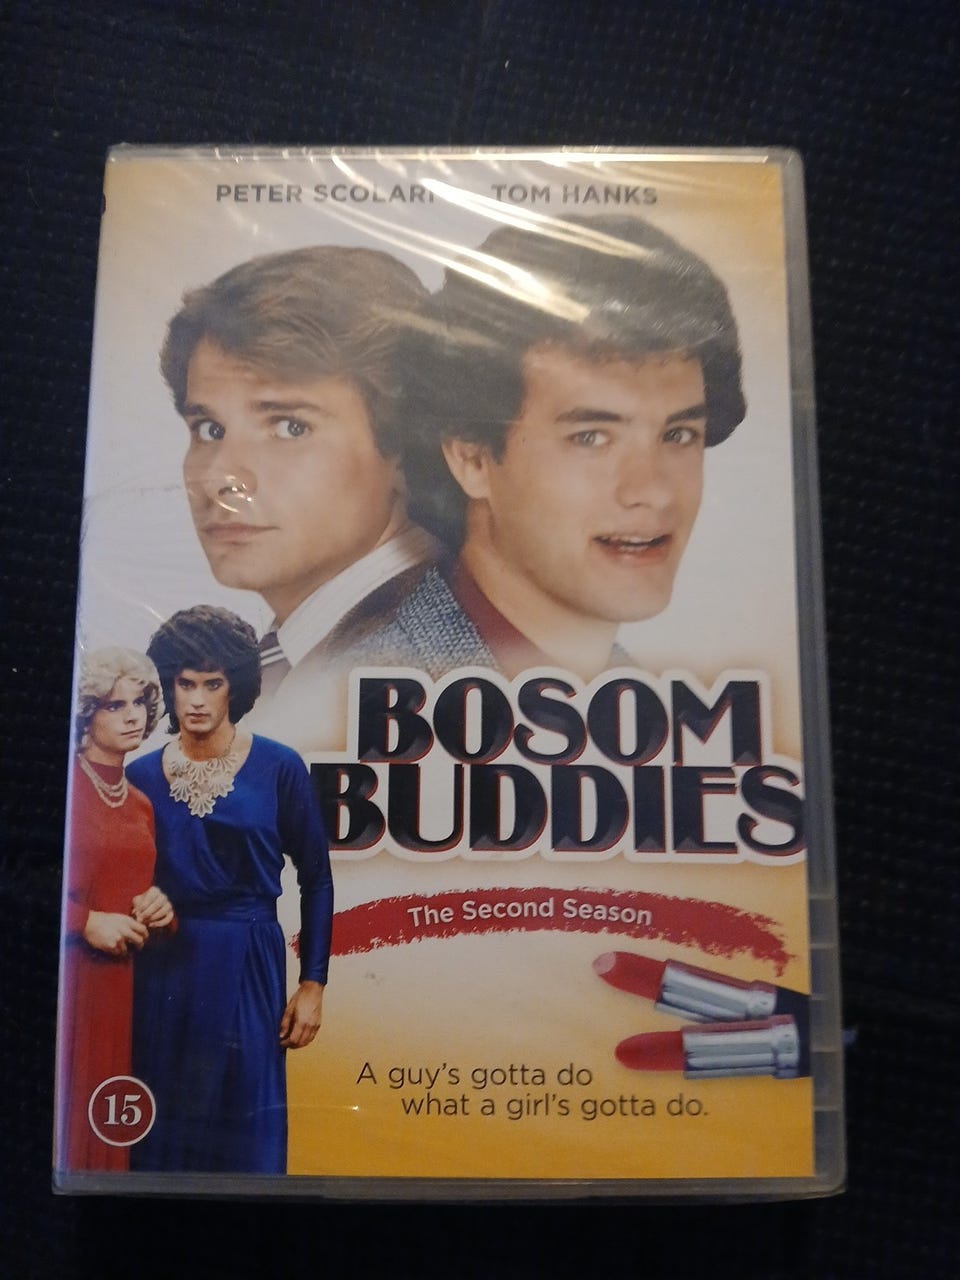 PETER SCOLARI TOM HANKS
BOSOM
BUDDIES
The Second Season
A guy's gotta do
what a girl's gotta do.
15